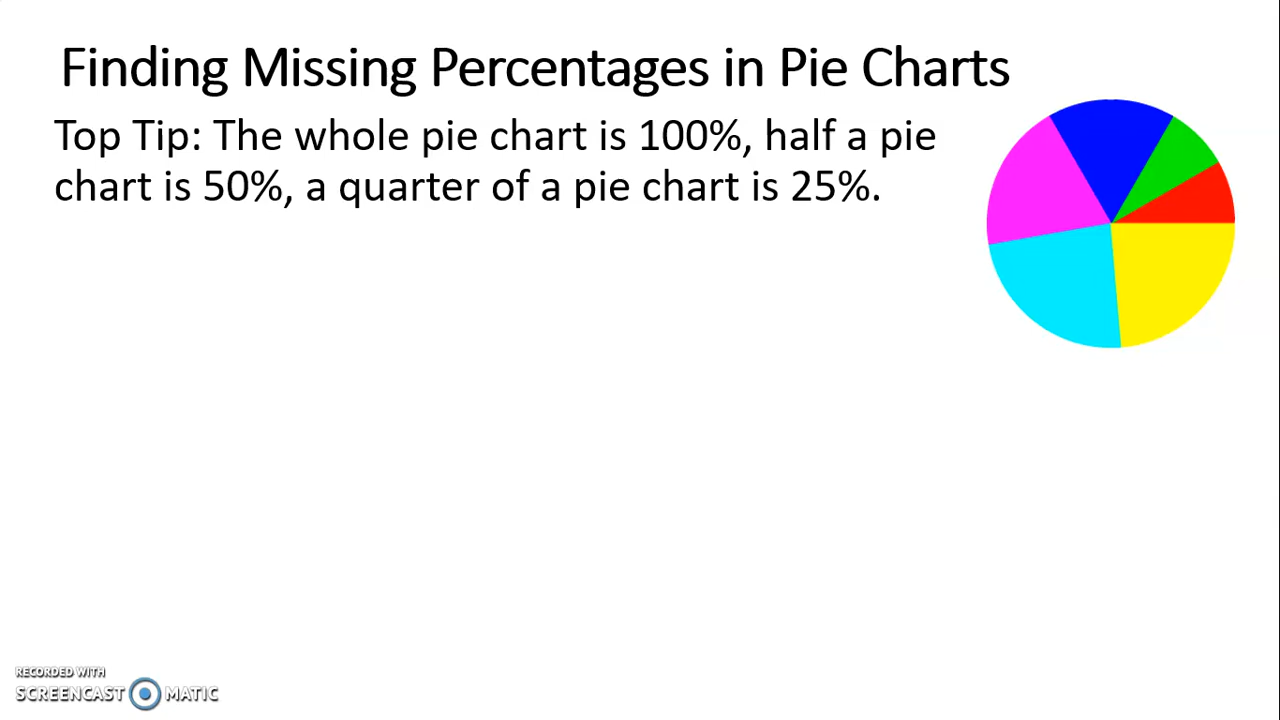 Finding Missing Percentages in Pie Charts
Top Tip: The whole pie chart is 100%, half a pie
chart is 50%, a quarter of a pie chart is 25%.
RECORDED WITH
SCREENCAST MATIC